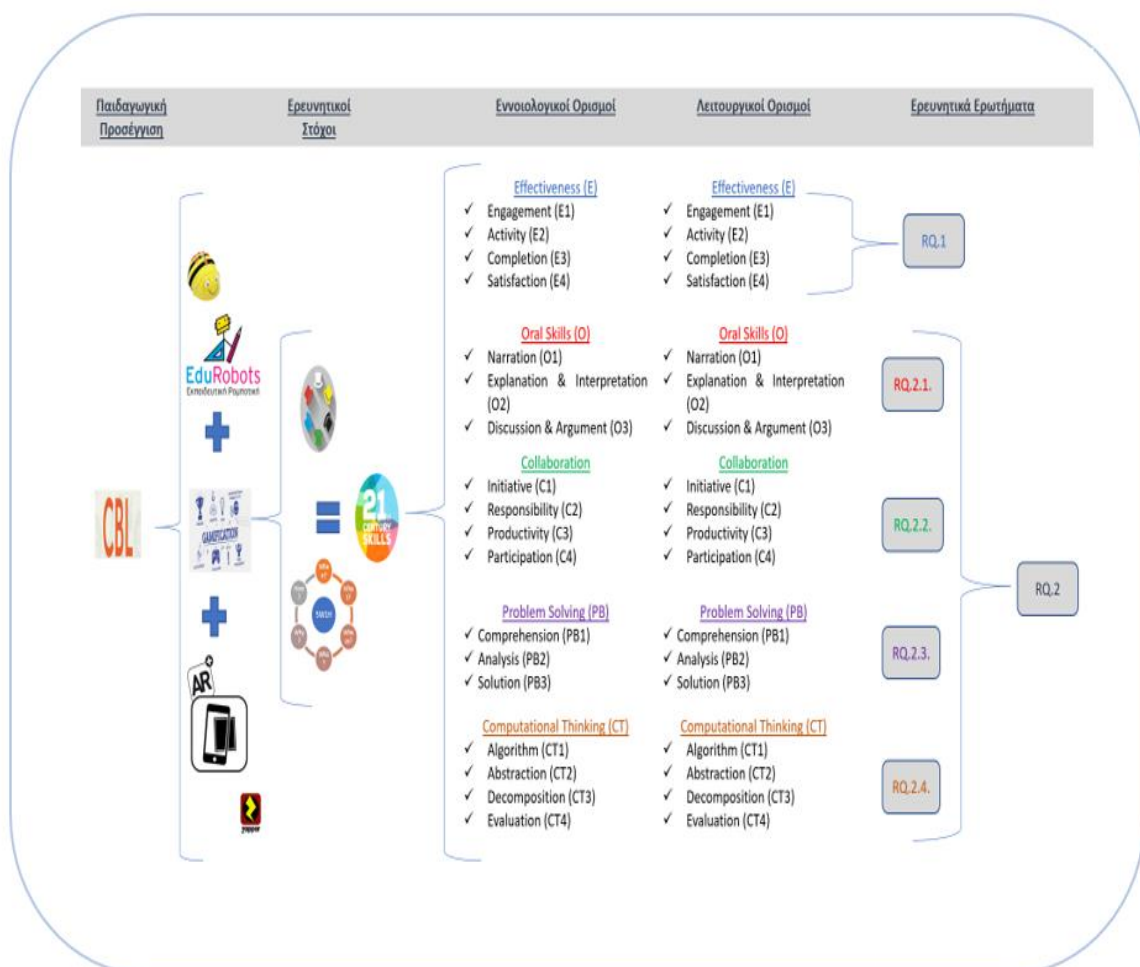 Παιδαγωγική
Προσέγγιση
Ερευνητικοί
Στόχοι
Εννοιολογικοί Ορισμοί
Λειτουργικοί Ορισμοί
Ερευνητικά Ερωτήματα
CBL
EduRobots
Εκπαιδευτική Ρομποτική
GAMIFICATION
AR
zappar
5W1H
21
CENTURY
SKILLS
Effectiveness (E)
✓ Engagement (E1)
✓ Activity (E2)
✓ Completion (E3)
✓ Satisfaction (E4)
Oral Skills (O)
✓ Narration (O1)
✓ Explanation & Interpretation
(O2)
✓ Discussion & Argument (O3)
Collaboration
✓ Initiative (C1)
✓ Responsibility (C2)
✓ Productivity (C3)
✓ Participation (C4)
Problem Solving (PB)
✓ Comprehension (PB1)
✓ Analysis (PB2)
✓ Solution (PB3)
Computational Thinking (CT)
✓ Algorithm (CT1)
✓ Abstraction (CT2)
✓ Decomposition (CT3)
✓ Evaluation (CT4)
Effectiveness (E)
✓ Engagement (E1)
✓ Activity (E2)
✓ Completion (E3)
✓ Satisfaction (E4)
Oral Skills (O)
✓ Narration (O1)
✓ Explanation & Interpretation
(O2)
✓ Discussion & Argument (O3)
Collaboration
✓ Initiative (C1)
✓ Responsibility (C2)
✓ Productivity (C3)
✓ Participation (C4)
Problem Solving (PB)
✓ Comprehension (PB1)
✓ Analysis (PB2)
✓ Solution (PB3)
Computational Thinking (CT)
✓ Algorithm (CT1)
✓ Abstraction (CT2)
✓ Decomposition (CT3)
✓ Evaluation (CT4)
RQ.1
RQ.2.1.
RQ.2.2.
RQ.2.3.
RQ.2.4.
RQ.2